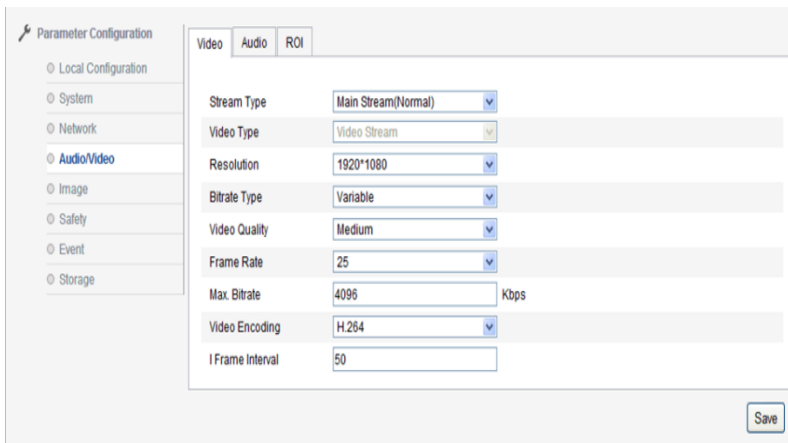 Parameter Configuration
Local Configuration
System
Network
Audio/Video
Image
Safety
Event
Storage
Video Audio ROI
Stream Type Main Stream(Normal)
Video Type Video Stream
Resolution 1920*1080
Bitrate Type Variable
Video Quality Medium
Frame Rate 25
Max. Bitrate 4096 Kbps
Video Encoding H.264
I Frame Interval 50
Save